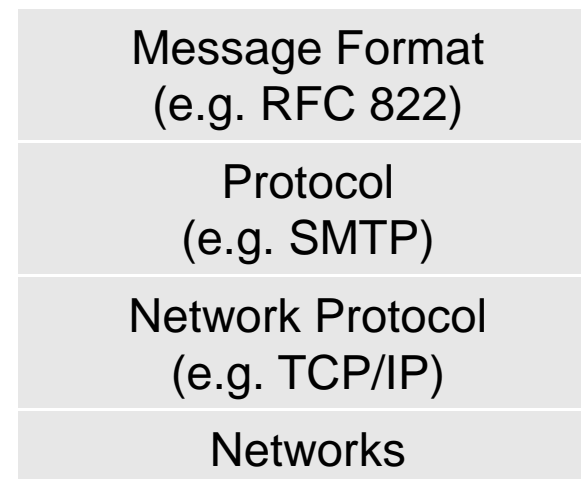 Message Format
(e.g. RFC 822)
Protocol
(e.g. SMTP)
Network Protocol
(e.g. TCP/IP)
Networks